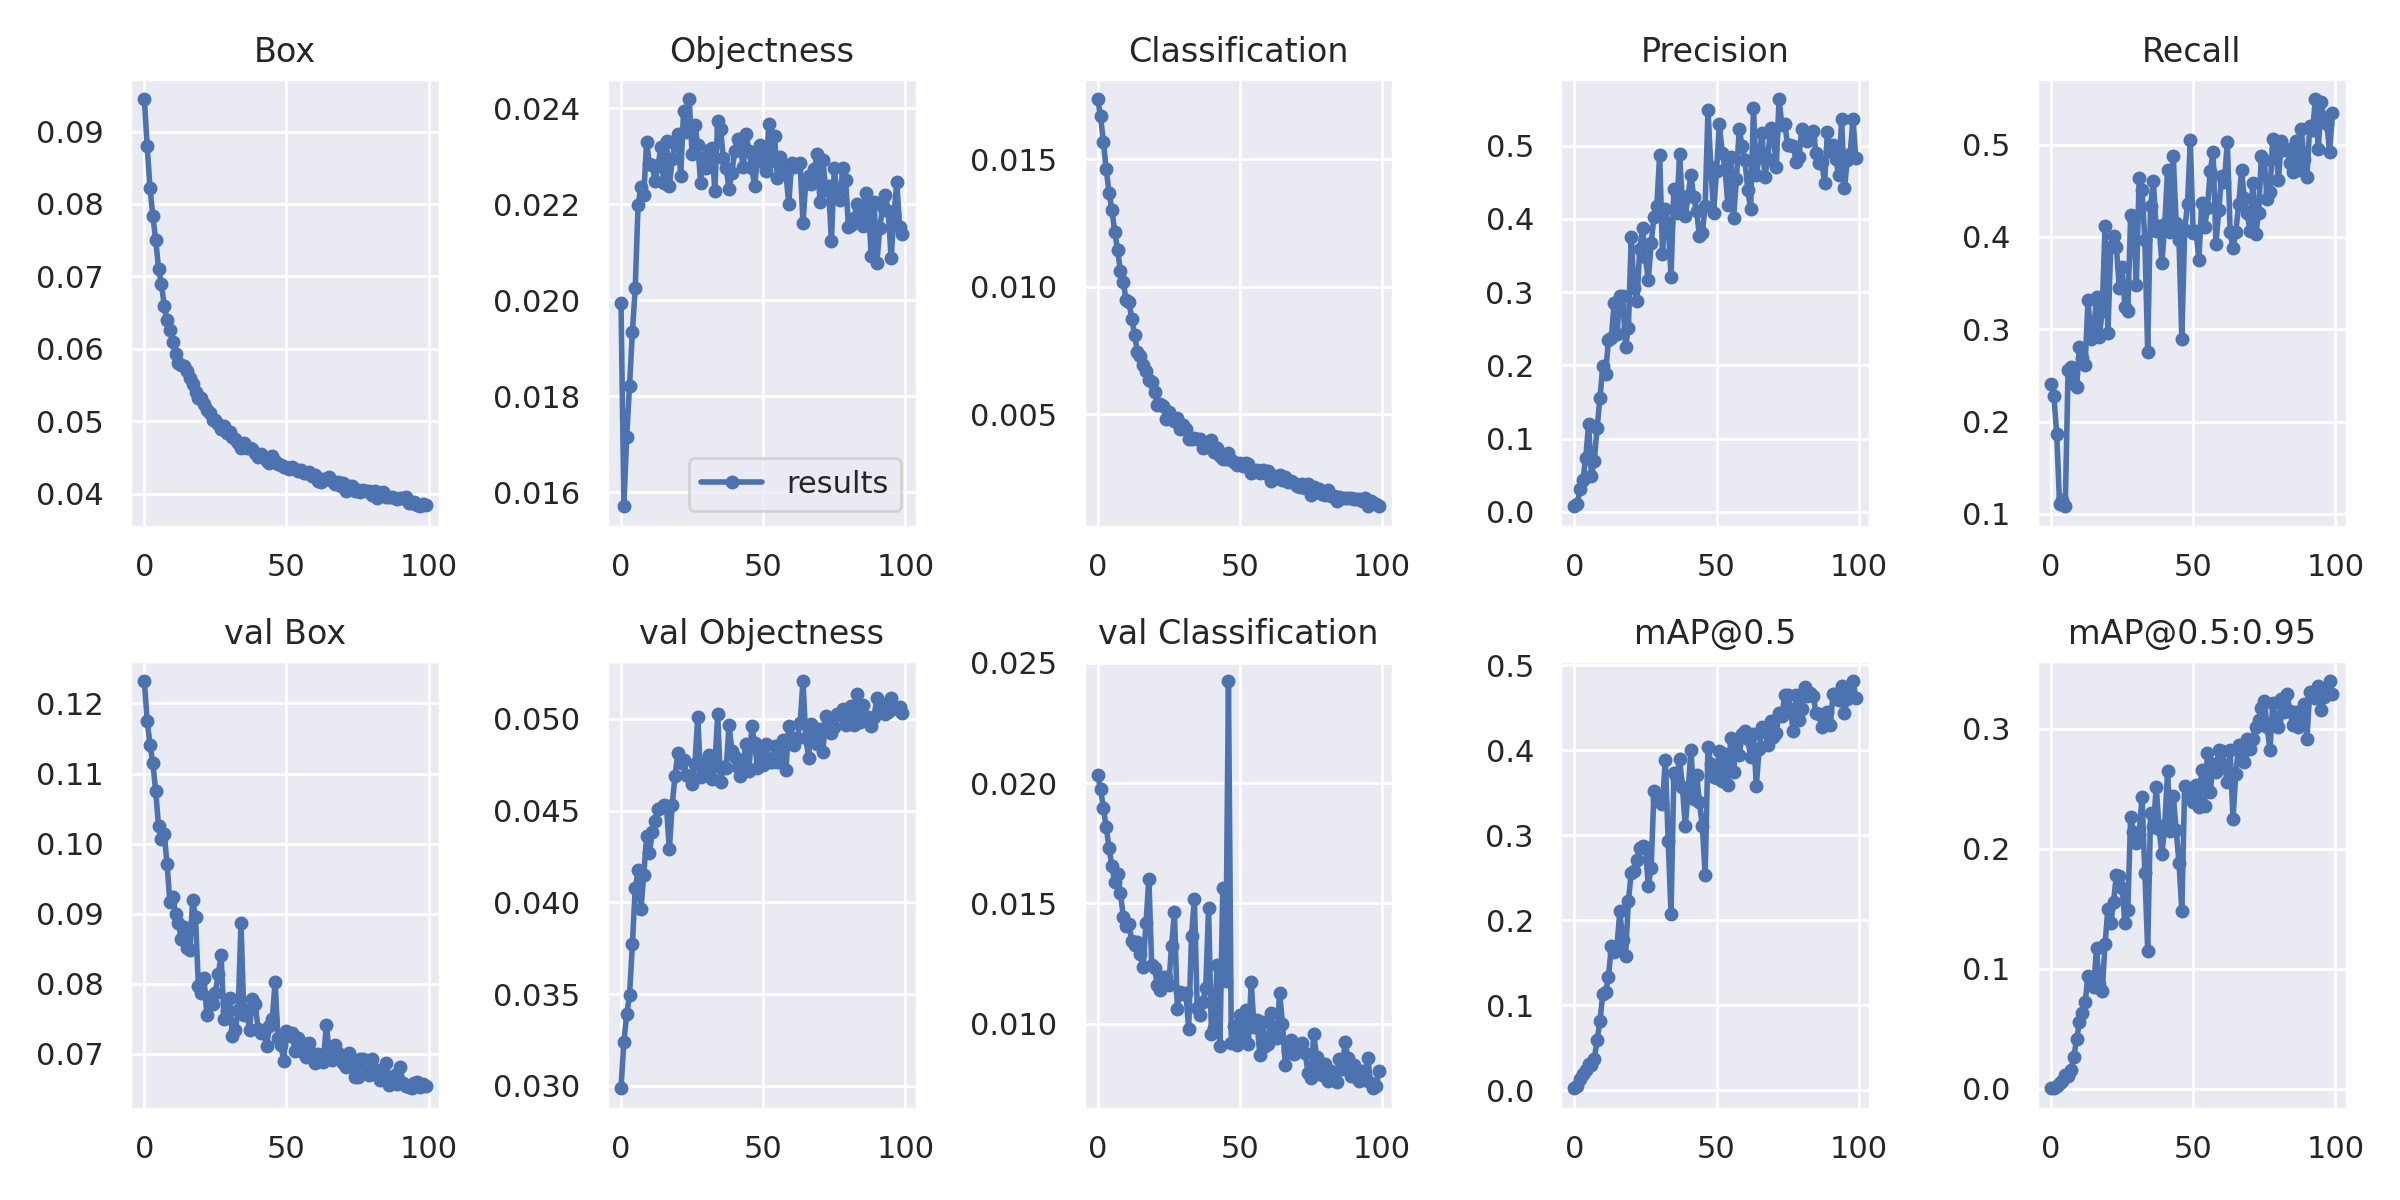 Box
0.09
0.08
0.07
0.06
0.05
0.04
0 50 100
Objectness
0.024
0.022
0.020
0.018
0.016
results
0 50 100
Classification
0.015
0.010
0.005
0 50 100
Precision
0.5
0.4
0.3
0.2
0.1
0.0
0 50 100
Recall
0.5
0.4
0.3
0.2
0.1
0 50 100
val Box
0.12
0.11
0.10
0.09
0.08
0.07
0 50 100
val Objectness
0.050
0.045
0.040
0.035
0.030
0 50 100
val Classification
0.025
0.020
0.015
0.010
0 50 100
mAP@0.5
0.5
0.4
0.3
0.2
0.1
0.0
0 50 100
mAP@0.5:0.95
0.3
0.2
0.1
0.0
0 50 100